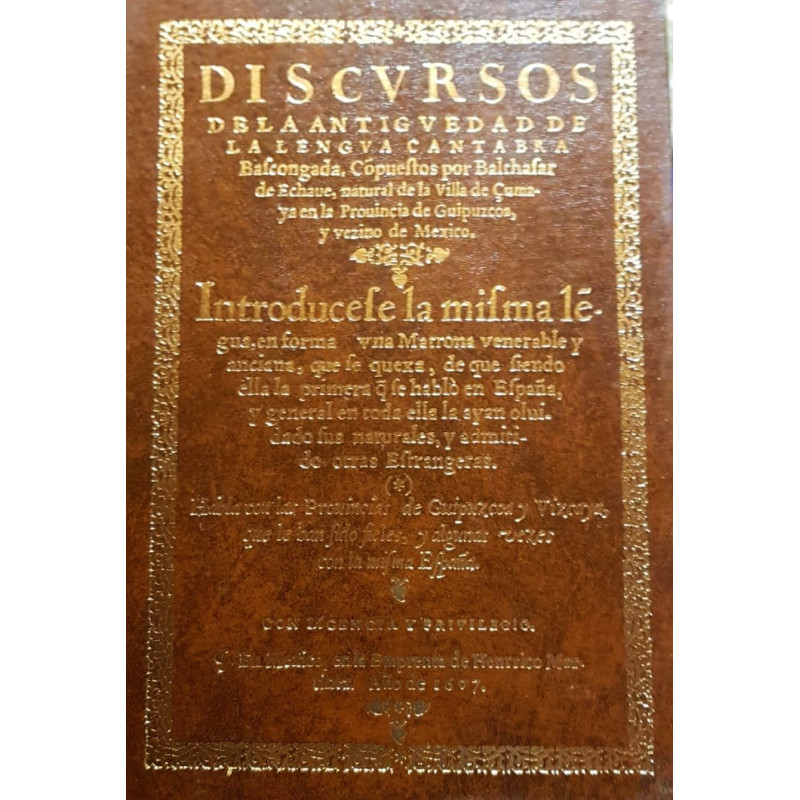 DISCVRSOS
DE LA ANTIGVEDAD DE
LA LENGVA CANTABRA
Baſcongada, Cõpueſtos por Balthaſar
de Echaue, natural de la Villa de Çuma-
ya en la Prouincia de Guipuzcoa,
y vezino de Mexico.
Introduceſe la miſma lẽ-
gua, en forma vna Matrona venerable y
anciana, que ſe quexa, de que ſiendo
ella la primera q̃ ſe habló en Eſpaña,
y general en toda ella la ayan olui
dado ſus naturales, y admiti-
do otras Eſtrangeras.
(*)
Habla con las Prouincias de Guipuzcoa y Vizcaya,
que le han ſido fieles, y algunas vezes
con la miſma Eſpaña.
CON LICENCIA Y PRIVILEGIO.
En Mexico, en la Emprenta de Henrrico Mar-
Año de 1607.